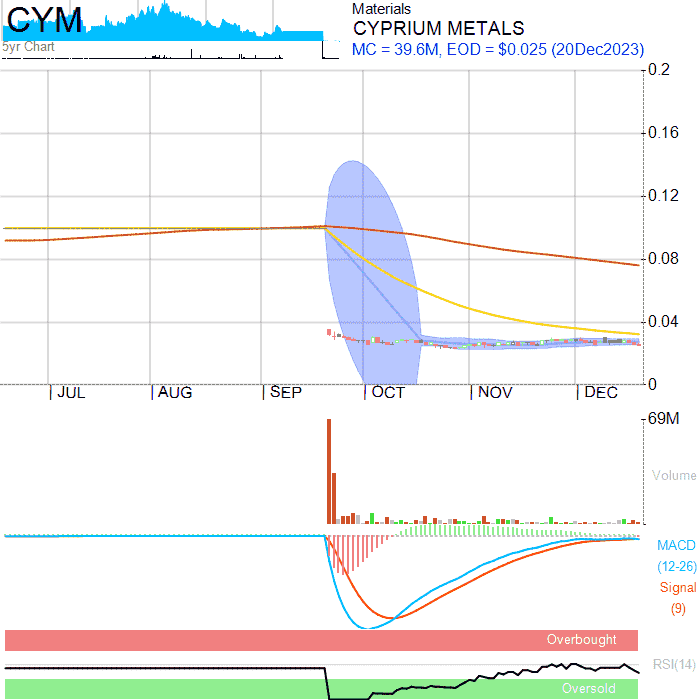 CYM
5yr Chart
Materials
CYPRIUM METALS
MC = 39.6M, EOD = $0.025 (20Dec2023)
0.2
0.16
0.12
0.08
0.04
0
JUL AUG SEP OCT NOV DEC
69M
Volume
MACD
(12-26)
Signal
(9)
Overbought
RSI(14)
Oversold